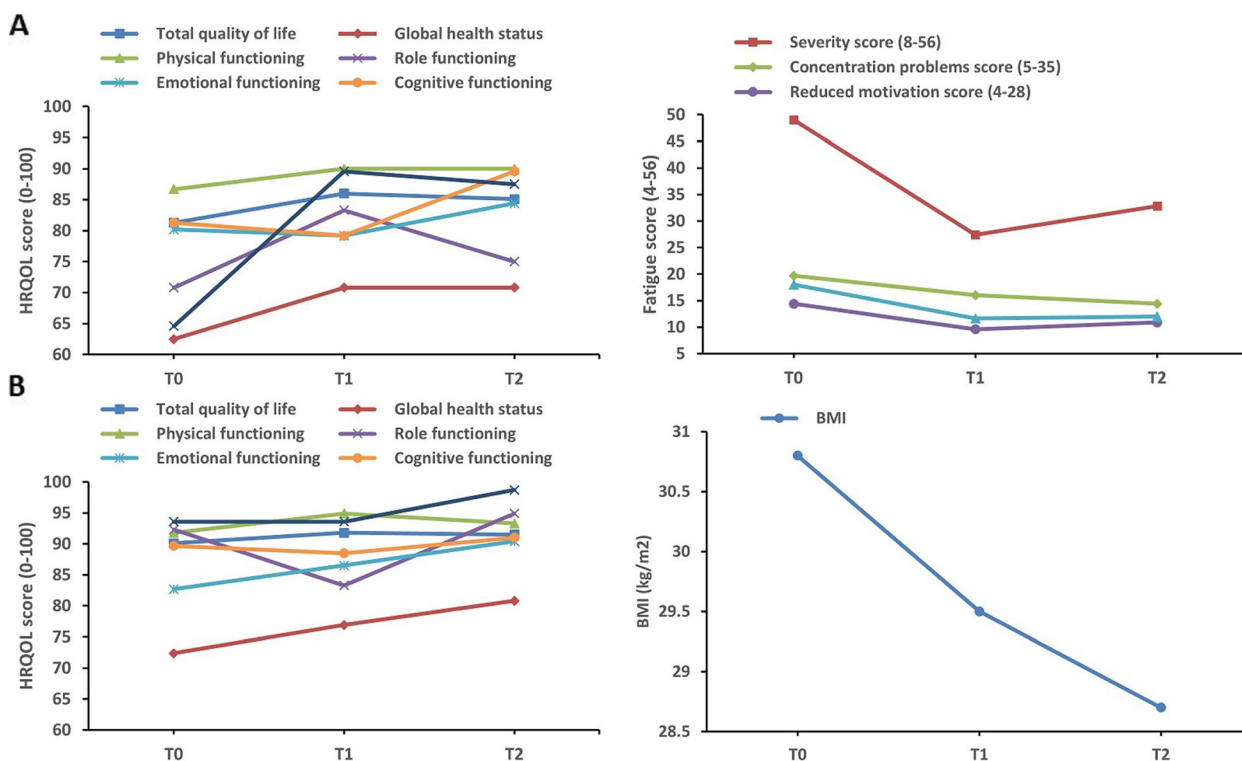 A
Total quality of life Global health status
Physical functioning Role functioning
Emotional functioning Cognitive functioning
HRQOL score (0-100)
100
95
90
85
80
75
70
65
60
T0 T1 T2
Severity score (8-56)
Concentration problems score (5-35)
Reduced motivation score (4-28)
Fatigue score (4-56)
50
45
40
35
30
25
20
15
10
5
T0 T1 T2
B
Total quality of life Global health status
Physical functioning Role functioning
Emotional functioning Cognitive functioning
HRQOL score (0-100)
100
95
90
85
80
75
70
65
60
T0 T1 T2
BMI
BMI (kg/m2)
31
30.5
30
29.5
29
28.5
T0 T1 T2